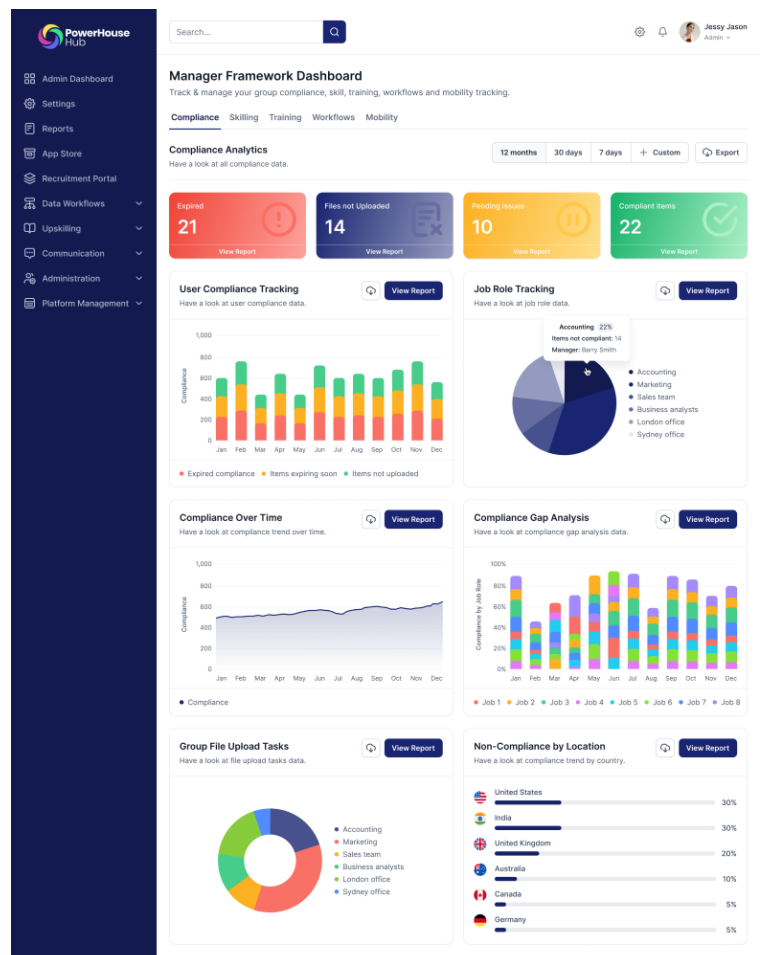 PowerHouse
Hub
Search...
Jessy Jason
Admin
Admin Dashboard
Settings
Reports
App Store
Recruitment Portal
Data Workflows
Upskilling
Communication
Administration
Platform Management
Manager Framework Dashboard
Track & manage your group compliance, skill, training, workflows and mobility tracking.
Compliance Skilling Training Workflows Mobility
Compliance Analytics
Have a look at all compliance data.
12 months 30 days 7 days + Custom Export
Expired
21
View Report
Files not Uploaded
14
View Report
Pending issues
10
View Report
Compliant items
22
View Report
User Compliance Tracking
Have a look at user compliance data.
View Report
Compliance
1,000
800
600
400
200
0
Jan Feb Mar Apr May Jun Jul Aug Sep Oct Nov Dec
Expired compliance Items expiring soon Items not uploaded
Job Role Tracking
Have a look at job role data.
View Report
Accounting 22%
Items not compliant: 14
Manager: Barry Smith
Accounting
Marketing
Sales team
Business analysts
London office
Sydney office
Compliance Over Time
Have a look at compliance trend over time.
View Report
Compliance
1,000
800
600
400
200
0
Jan Feb Mar Apr May Jun Jul Aug Sep Oct Nov Dec
Compliance
Compliance Gap Analysis
Have a look at compliance gap analysis data.
View Report
Compliance by Job Role
100%
80%
60%
40%
20%
0%
Jan Feb Mar Apr May Jun Jul Aug Sep Oct Nov Dec
Job 1 Job 2 Job 3 Job 4 Job 5 Job 6 Job 7 Job 8
Group File Upload Tasks
Have a look at file upload tasks data.
View Report
Accounting
Marketing
Sales team
Business analysts
London office
Sydney office
Non-Compliance by Location
Have a look at compliance trend by country.
View Report
United States
30%
India
30%
United Kingdom
20%
Australia
10%
Canada
5%
Germany
5%